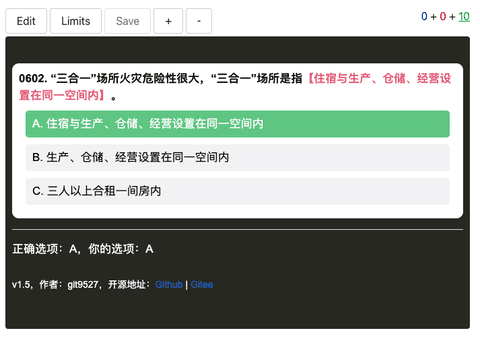 Edit Limits Save + - 0 + 0 + 10
0602. “三合一”场所火灾危险性很大，“三合一”场所是指【住宿与生产、仓储、经营设
置在同一空间内】。
A. 住宿与生产、仓储、经营设置在同一空间内
B. 生产、仓储、经营设置在同一空间内
C. 三人以上合租一间房内
正确选项：A，你的选项：A
v1.5，作者：git9527，开源地址：Github | Gitee